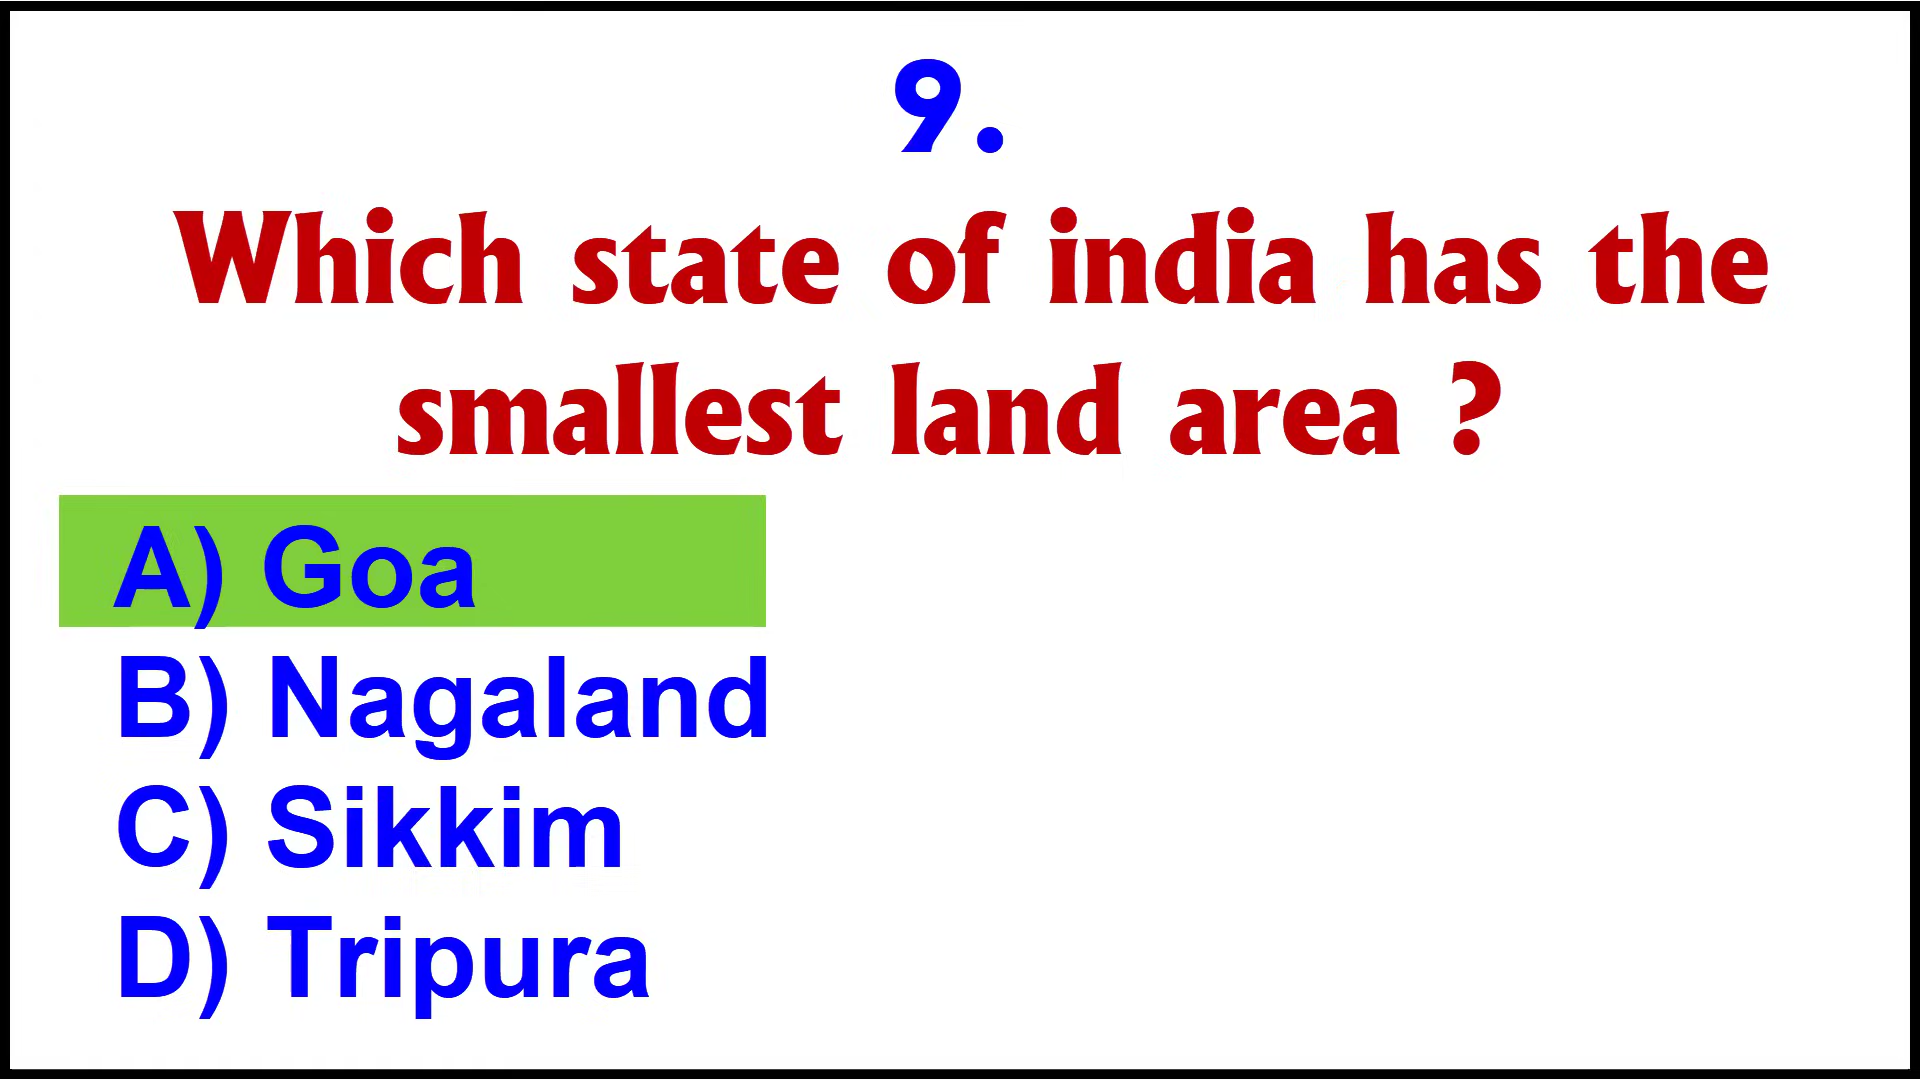 9.
Which state of india has the
smallest land area ?
A) Goa
B) Nagaland
C) Sikkim
D) Tripura